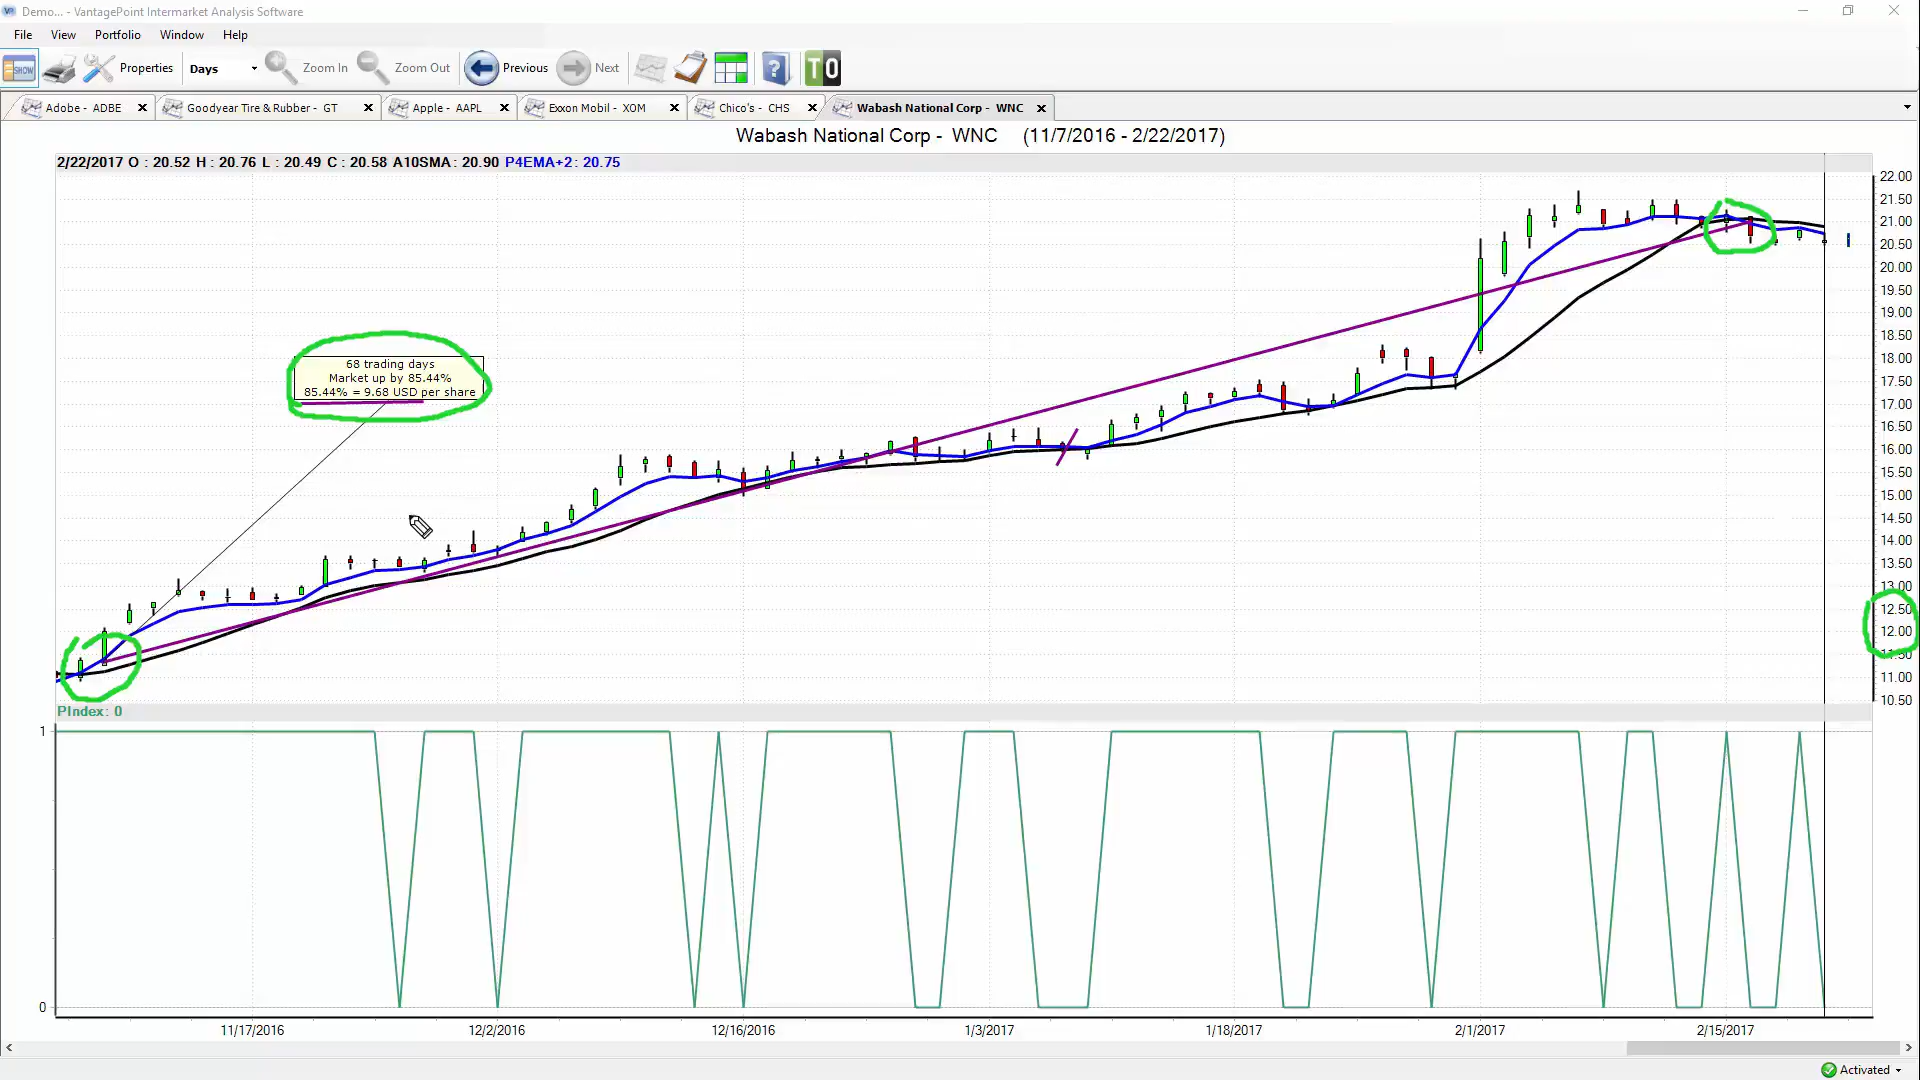 Demo... - VantagePoint Intermarket Analysis Software
File View Portfolio Window Help
SHOW Properties Days Zoom In Zoom Out Previous Next ? TO
Adobe - ADBE Goodyear Tire & Rubber - GT Apple - AAPL Exxon Mobil - XOM Chico's - CHS Wabash National Corp - WNC
Wabash National Corp - WNC (11/7/2016 - 2/22/2017)
2/22/2017 O : 20.52 H : 20.76 L : 20.49 C : 20.58 A10SMA : 20.90 P4EMA+2 : 20.75
22.00
21.50
21.00
20.50
20.00
19.50
19.00
18.50
18.00
17.50
17.00
16.50
16.00
15.50
15.00
14.50
14.00
13.50
13.00
12.50
12.00
11.50
11.00
10.50
68 trading days
Market up by 85.44%
85.44% = 9.68 USD per share
PIndex: 0
1
0
11/17/2016 12/2/2016 12/16/2016 1/3/2017 1/18/2017 2/1/2017 2/15/2017
Activated